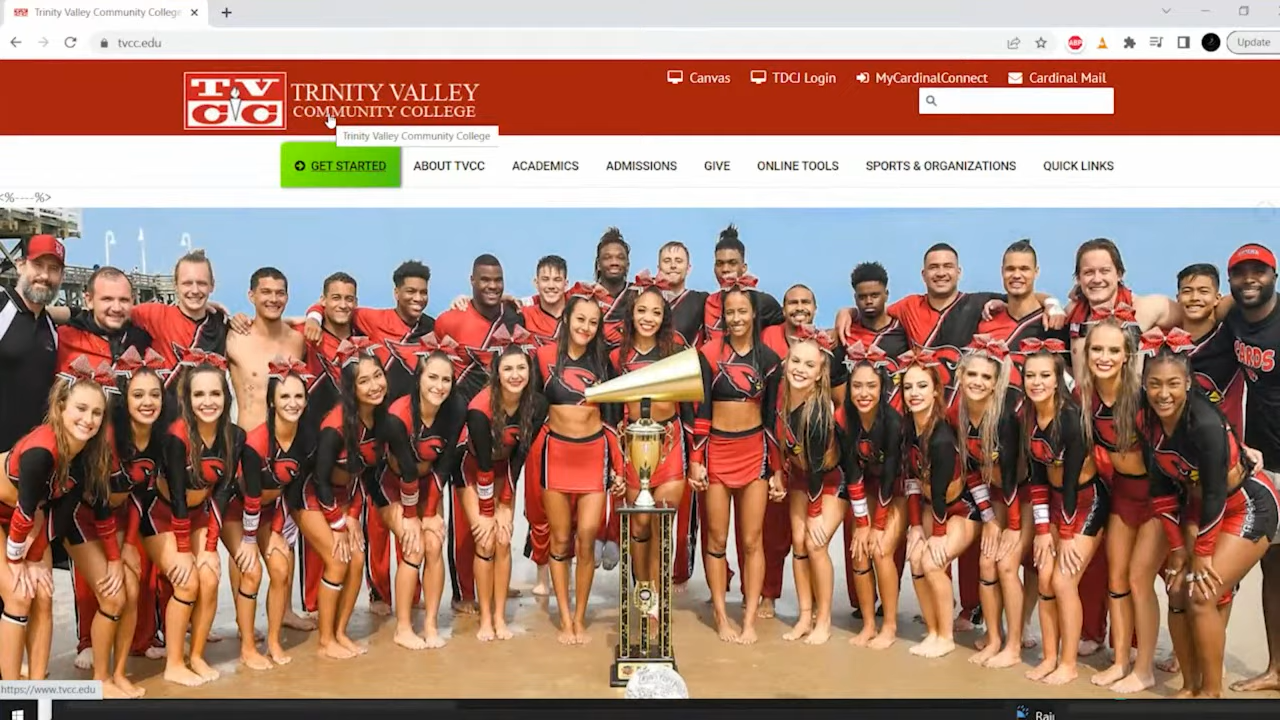 Trinity Valley Community College
tvcc.edu
ABP
Update
TVCC
TRINITY VALLEY
COMMUNITY COLLEGE
Canvas
TDCJ Login
MyCardinalConnect
Cardinal Mail
Trinity Valley Community College
GET STARTED
ABOUT TVCC
ACADEMICS
ADMISSIONS
GIVE
ONLINE TOOLS
SPORTS & ORGANIZATIONS
QUICK LINKS
<%----%>
CARDS
https://www.tvcc.edu